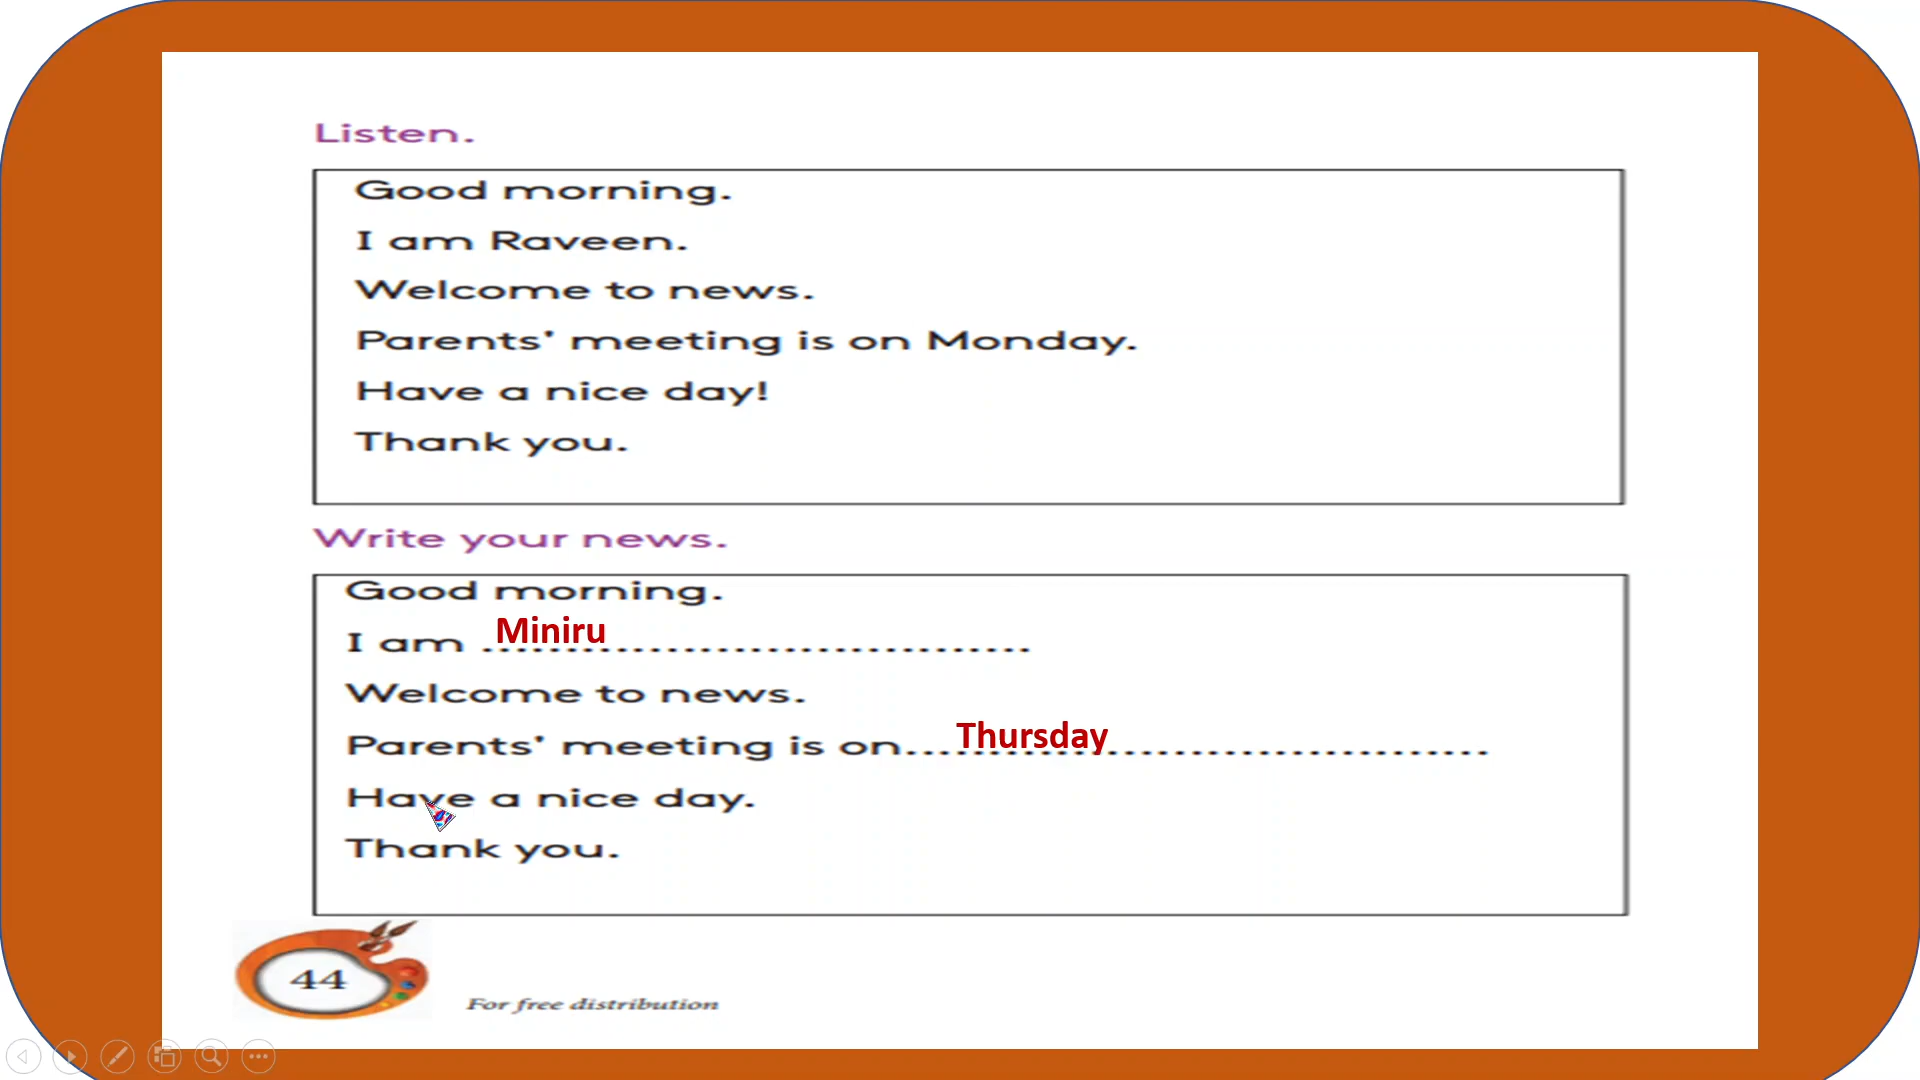 Listen.
Good morning.
I am Raveen.
Welcome to news.
Parents' meeting is on Monday.
Have a nice day!
Thank you.
Write your news.
Good morning.
I am Miniru..................................
Welcome to news.
Parents' meeting is on...Thursday........................
Have a nice day.
Thank you.
44
For free distribution